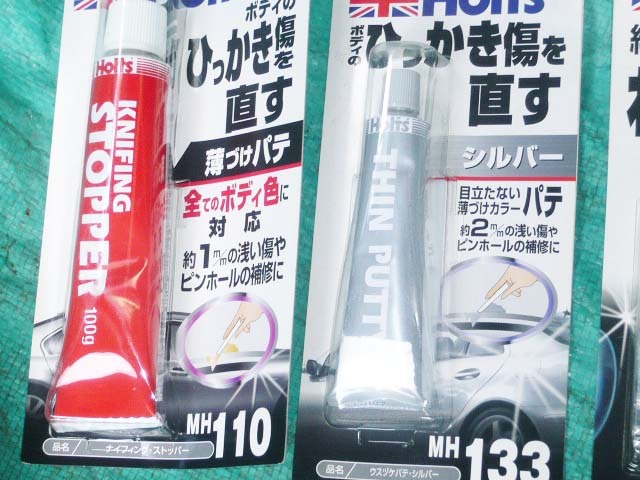 Holts
KNIFING
STOPPER
100g
ボディの
ひっかき傷を
直す
薄づけパテ
全てのボディ色に
対応
約1m/mの浅い傷や
ピンホールの補修に
MH110
品名
ナイフィング・ストッパー
Holts
ボディの
ひっかき傷を
直す
Holts
THIN PUTTY
シルバー
目立たない
薄づけカラーパテ
約2m/mの浅い傷や
ピンホールの補修に
MH133
品名
ウスヅケパテ・シルバー